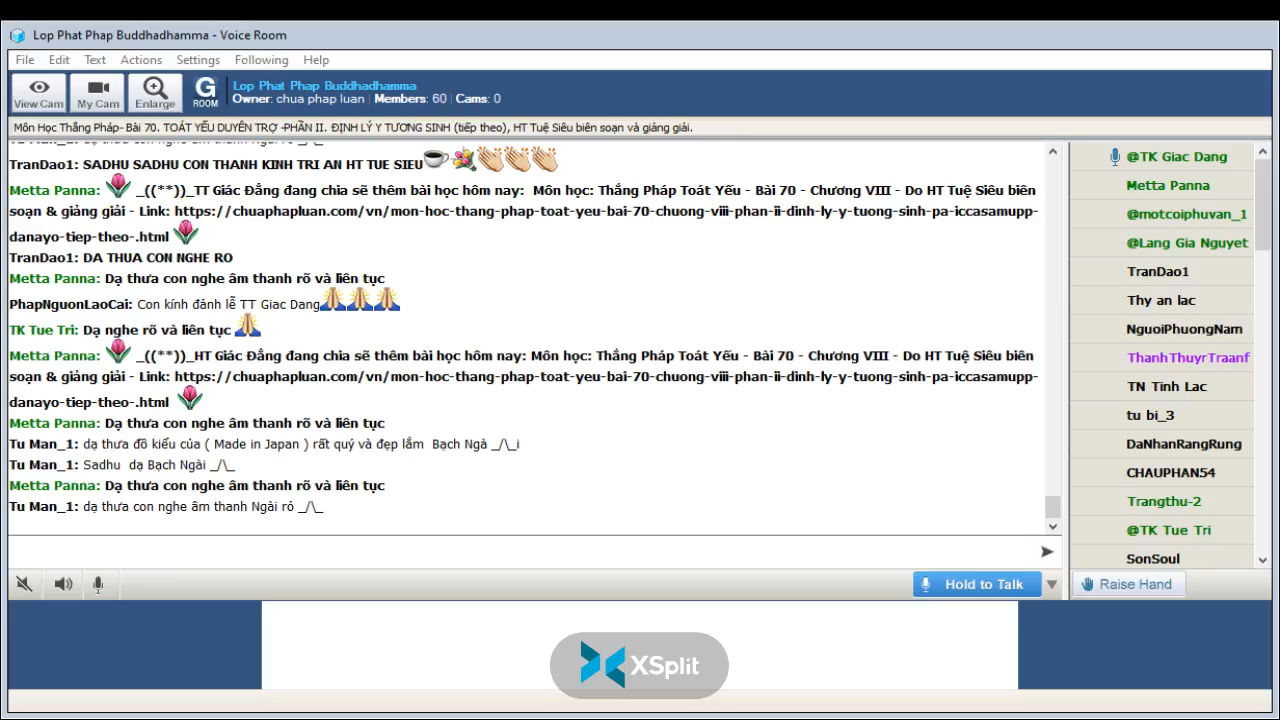 Lop Phat Phap Buddhadhamma - Voice Room
File Edit Text Actions Settings Following Help
View Cam
My Cam
Enlarge
G
ROOM
Lop Phat Phap Buddhadhamma
Owner: chua phap luan | Members: 60 | Cams: 0
Môn Học Thắng Pháp- Bài 70. TOÁT YẾU DUYÊN TRỢ -PHẦN II. ĐỊNH LÝ Y TƯƠNG SINH (tiếp theo), HT Tuệ Siêu biên soạn và giảng giải.
TranDao1: SADHU SADHU CON THANH KINH TRI AN HT TUE SIEU
Metta Panna: _((**))_TT Giác Đẳng đang chia sẽ thêm bài học hôm nay: Môn học: Thắng Pháp Toát Yếu - Bài 70 - Chương VIII - Do HT Tuệ Siêu biên
soạn & giảng giải - Link: https://chuaphapluan.com/vn/mon-hoc-thang-phap-toat-yeu-bai-70-chuong-viii-phan-ii-dinh-ly-y-tuong-sinh-pa-iccasamupp-
danayo-tiep-theo-.html
TranDao1: DA THUA CON NGHE RO
Metta Panna: Dạ thưa con nghe âm thanh rõ và liên tục
PhapNguonLaoCai: Con kính đảnh lễ TT Giac Dang
TK Tue Tri: Dạ nghe rõ và liên tục
Metta Panna: _((**))_HT Giác Đẳng đang chia sẽ thêm bài học hôm nay: Môn học: Thắng Pháp Toát Yếu - Bài 70 - Chương VIII - Do HT Tuệ Siêu biên
soạn & giảng giải - Link: https://chuaphapluan.com/vn/mon-hoc-thang-phap-toat-yeu-bai-70-chuong-viii-phan-ii-dinh-ly-y-tuong-sinh-pa-iccasamupp-
danayo-tiep-theo-.html
Metta Panna: Dạ thưa con nghe âm thanh rõ và liên tục
Tu Man_1: dạ thưa đồ kiểu của ( Made in Japan ) rất quý và đẹp lắm Bạch Ngà _/\_i
Tu Man_1: Sadhu dạ Bạch Ngài _/\_
Metta Panna: Dạ thưa con nghe âm thanh rõ và liên tục
Tu Man_1: dạ thưa con nghe âm thanh Ngài rỏ _/\_
@TK Giac Dang
Metta Panna
@motcoiphuvan_1
@Lang Gia Nguyet
TranDao1
Thy an lac
NguoiPhuongNam
ThanhThuyrTraanf
TN Tinh Lac
tu bi_3
DaNhanRangRung
CHAUPHAN54
Trangthu-2
@TK Tue Tri
SonSoul
Hold to Talk
Raise Hand
XSplit